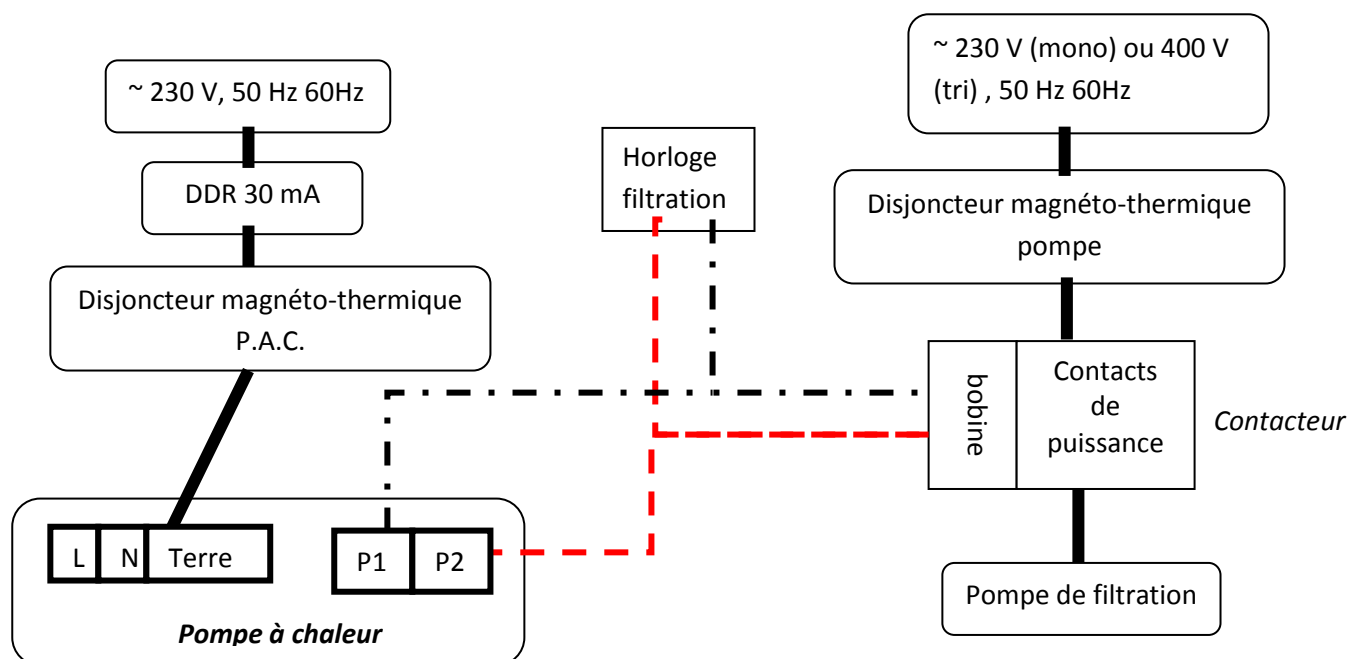 ~ 230 V, 50 Hz 60Hz
DDR 30 mA
Disjoncteur magnéto-thermique
P.A.C.
L
N
Terre
P1
P2
Pompe à chaleur
Horloge
filtration
~ 230 V (mono) ou 400 V
(tri) , 50 Hz 60Hz
Disjoncteur magnéto-thermique
pompe
bobine
Contacts
de
puissance
Contacteur
Pompe de filtration